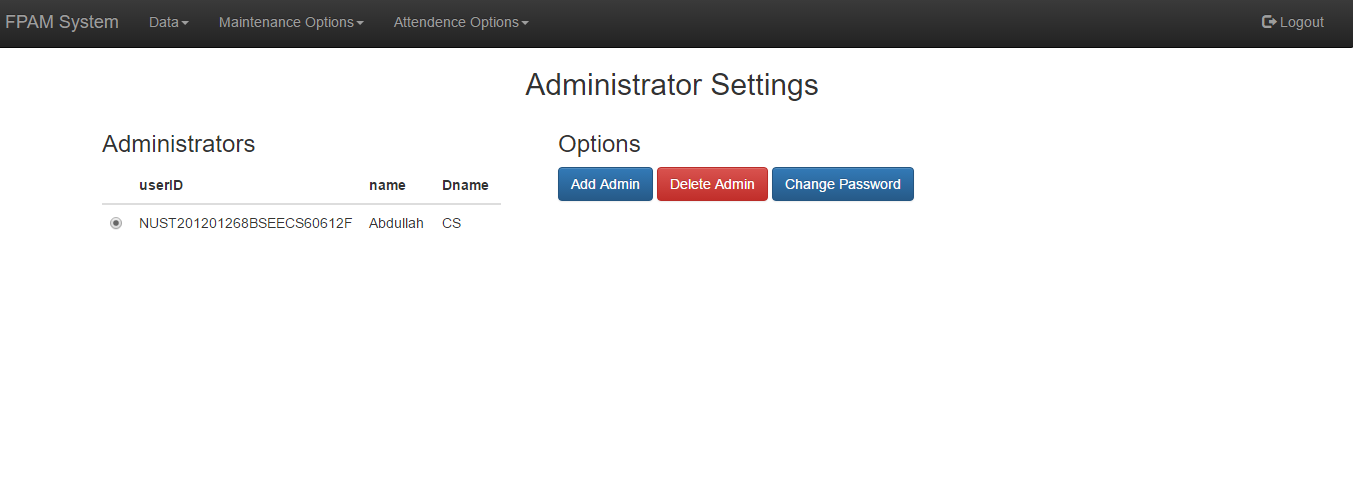 FPAM System Data Maintenance Options Attendence Options Logout
Administrator Settings
Administrators
userID name Dname
NUST201201268BSEECS60612F Abdullah CS
Options
Add Admin Delete Admin Change Password